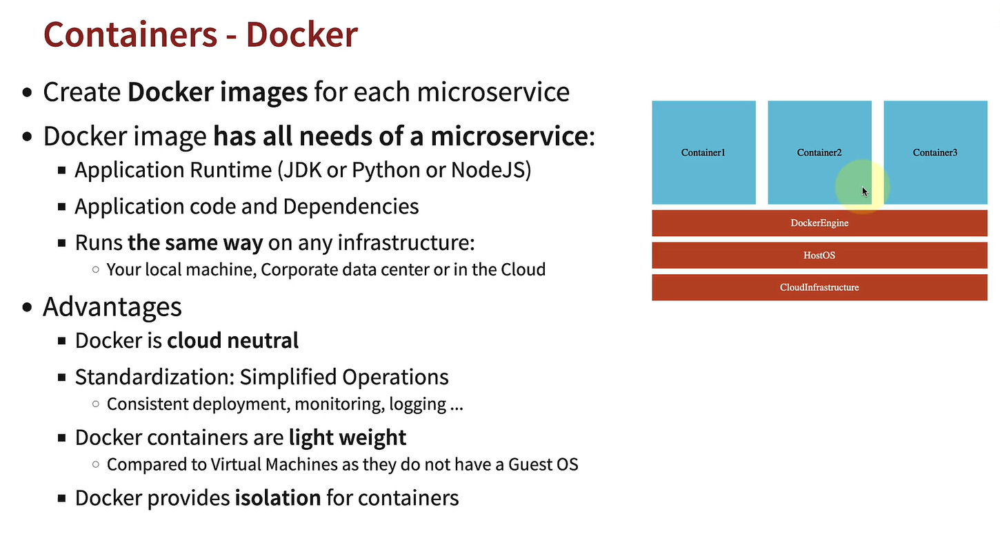 Containers - Docker
Create Docker images for each microservice
Docker image has all needs of a microservice:
Application Runtime (JDK or Python or NodeJS)
Application code and Dependencies
Runs the same way on any infrastructure:
Your local machine, Corporate data center or in the Cloud
Advantages
Docker is cloud neutral
Standardization: Simplified Operations
Consistent deployment, monitoring, logging ...
Docker containers are light weight
Compared to Virtual Machines as they do not have a Guest OS
Docker provides isolation for containers
Container1
Container2
Container3
DockerEngine
HostOS
CloudInfrastructure